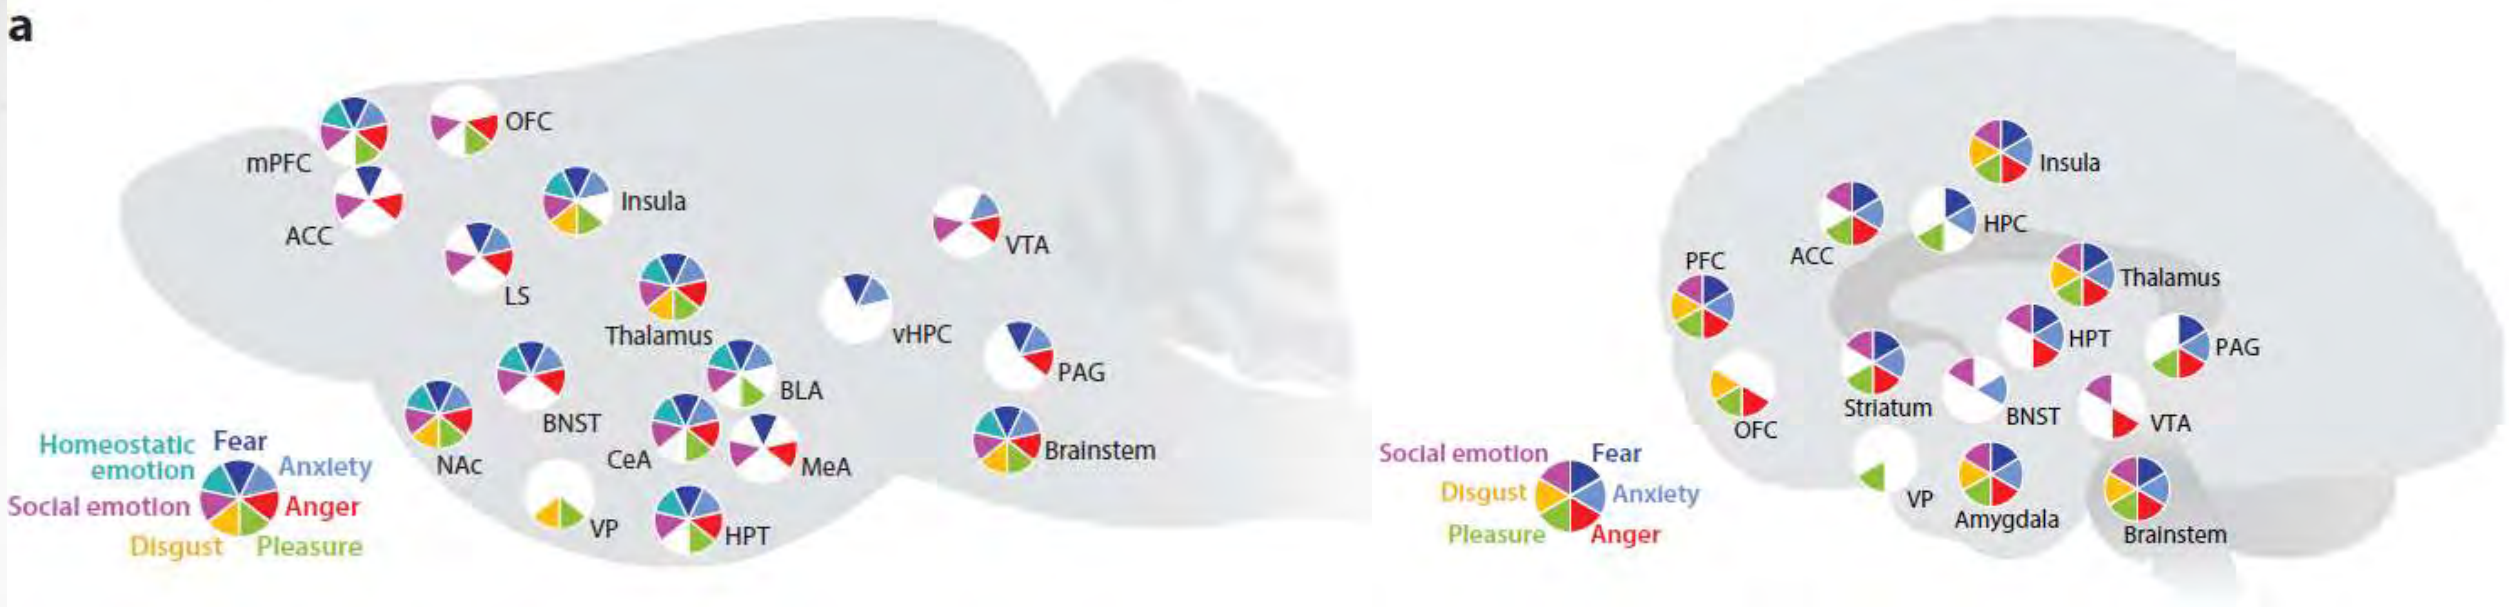 a
OFC
mPFC
Insula
ACC
VTA
LS
Thalamus
vHPC
PAG
BLA
BNST
CeA
MeA
Brainstem
NAc
VP
HPT
Homeostatic
emotion
Fear
Anxiety
Social emotion
Anger
Disgust
Pleasure
Insula
HPC
ACC
PFC
Thalamus
HPT
PAG
Striatum
BNST
VTA
OFC
VP
Amygdala
Brainstem
Social emotion
Fear
Disgust
Anxiety
Pleasure
Anger